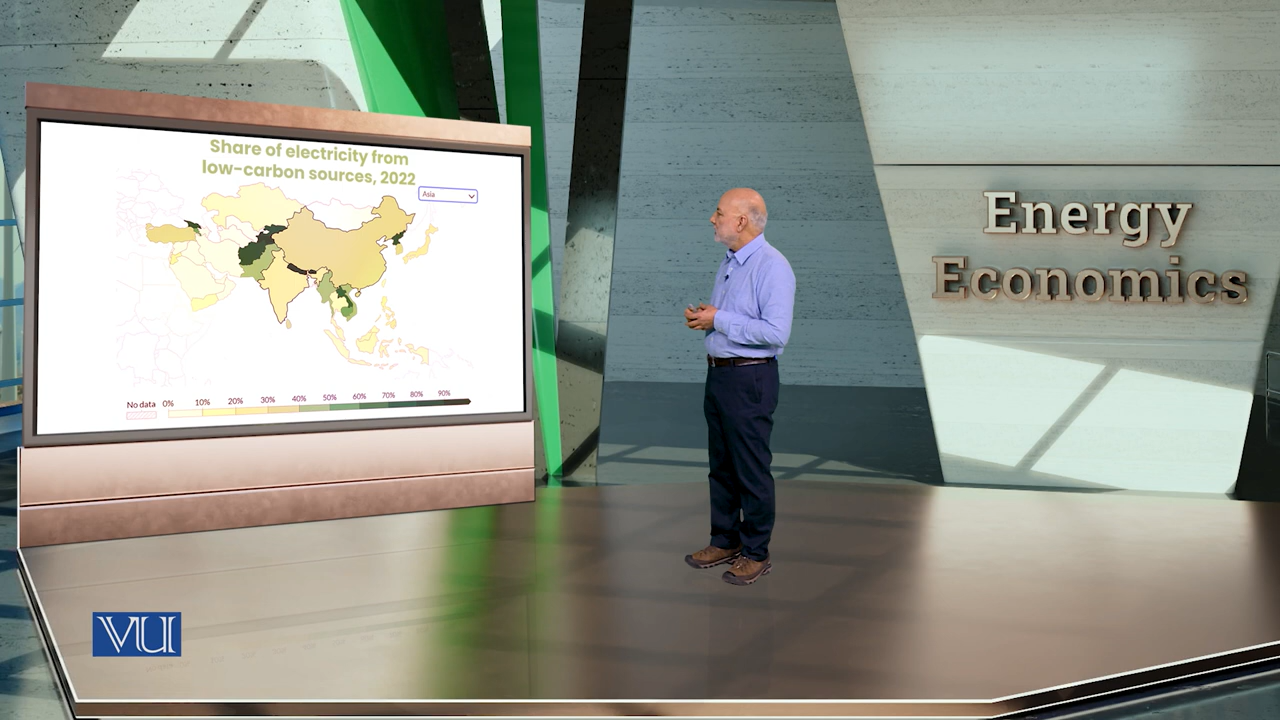 Share of electricity from
low-carbon sources, 2022
Asia
No data 0% 10% 20% 30% 40% 50% 60% 70% 80% 90%
Energy
Economics
VU